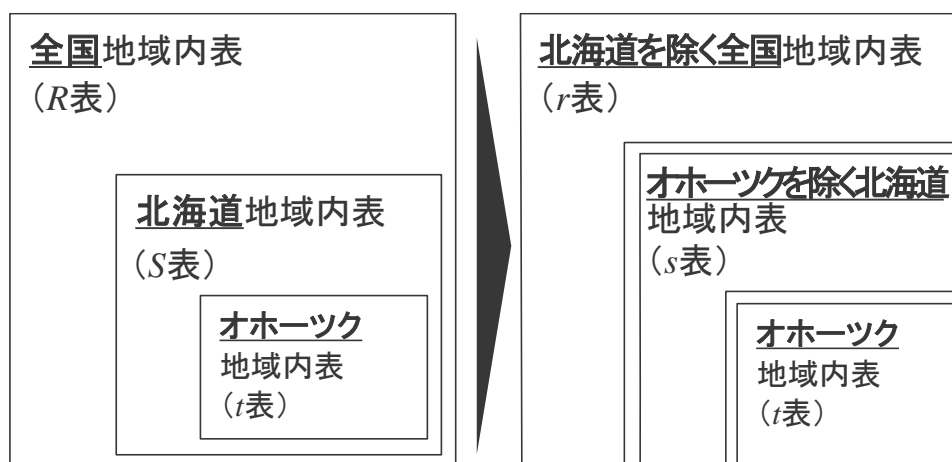 全国地域内表
（R表）
北海道地域内表
（S表）
オホーツク
地域内表
（t表）
北海道を除く全国地域内表
（r表）
オホーツクを除く北海道
地域内表
（s表）
オホーツク
地域内表
（t表）